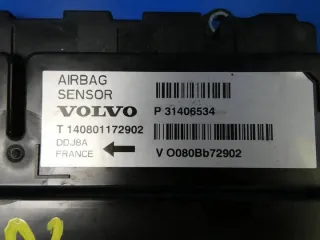 AIRBAG
SENSOR
VOLVO P 31406534
T 140801172902
DDJBA
FRANCE V O080Bb72902